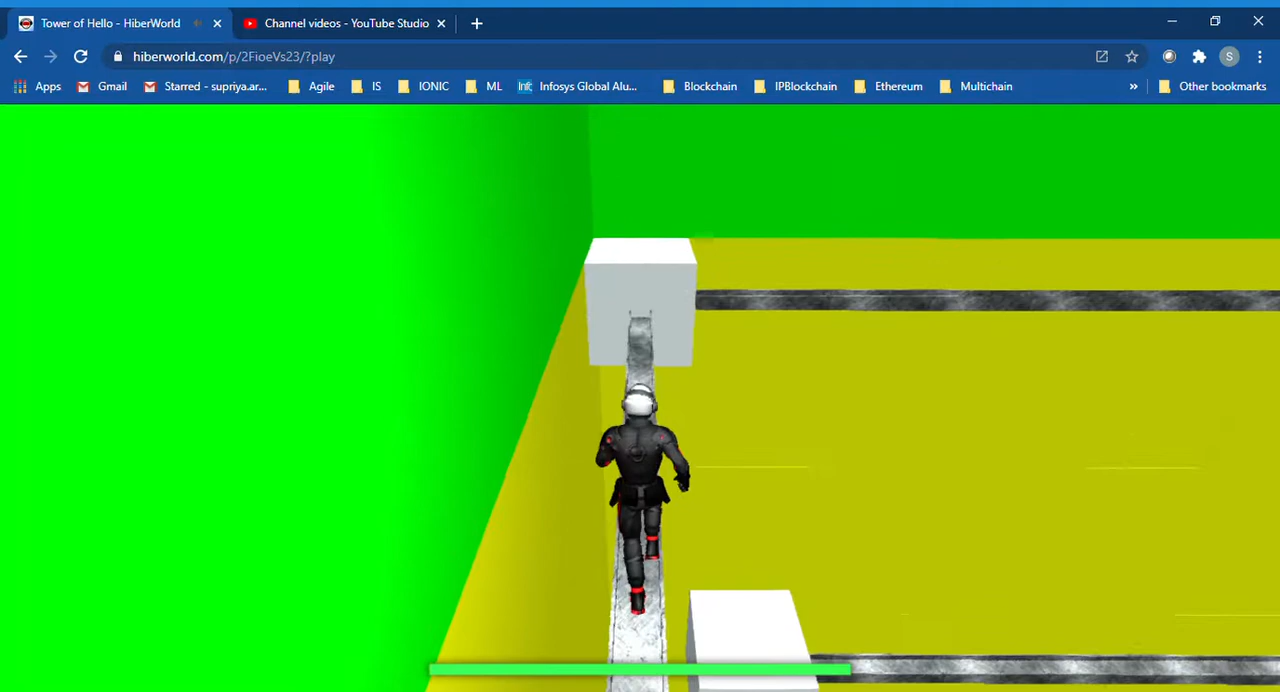 Tower of Hello - HiberWorld
Channel videos - YouTube Studio
hiberworld.com/p/2FioeVs23/?play
S
Apps Gmail Starred - supriya.ar... Agile IS IONIC ML Infosys Global Alu... Blockchain IPBlockchain Ethereum Multichain » Other bookmarks